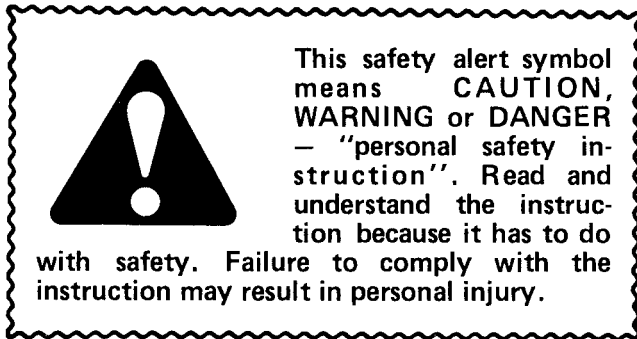 This safety alert symbol
means CAUTION,
WARNING or DANGER
— "personal safety in-
struction". Read and
understand the instruc-
tion because it has to do
with safety. Failure to comply with the
instruction may result in personal injury.